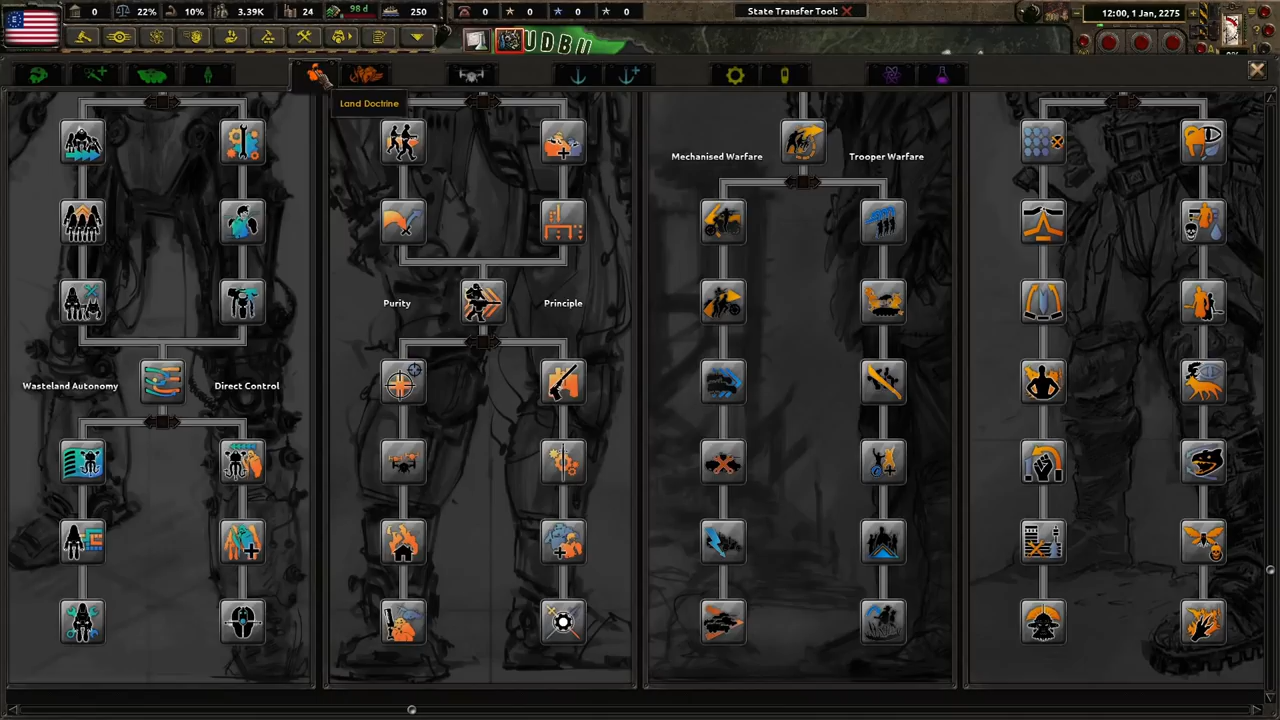 0 22% 10% 3.39K 24 98 d 250 0 0 0 0 State Transfer Tool: 12:00, 1 Jan, 2275
Land Doctrine
Mechanised Warfare Trooper Warfare
Purity Principle
Wasteland Autonomy Direct Control